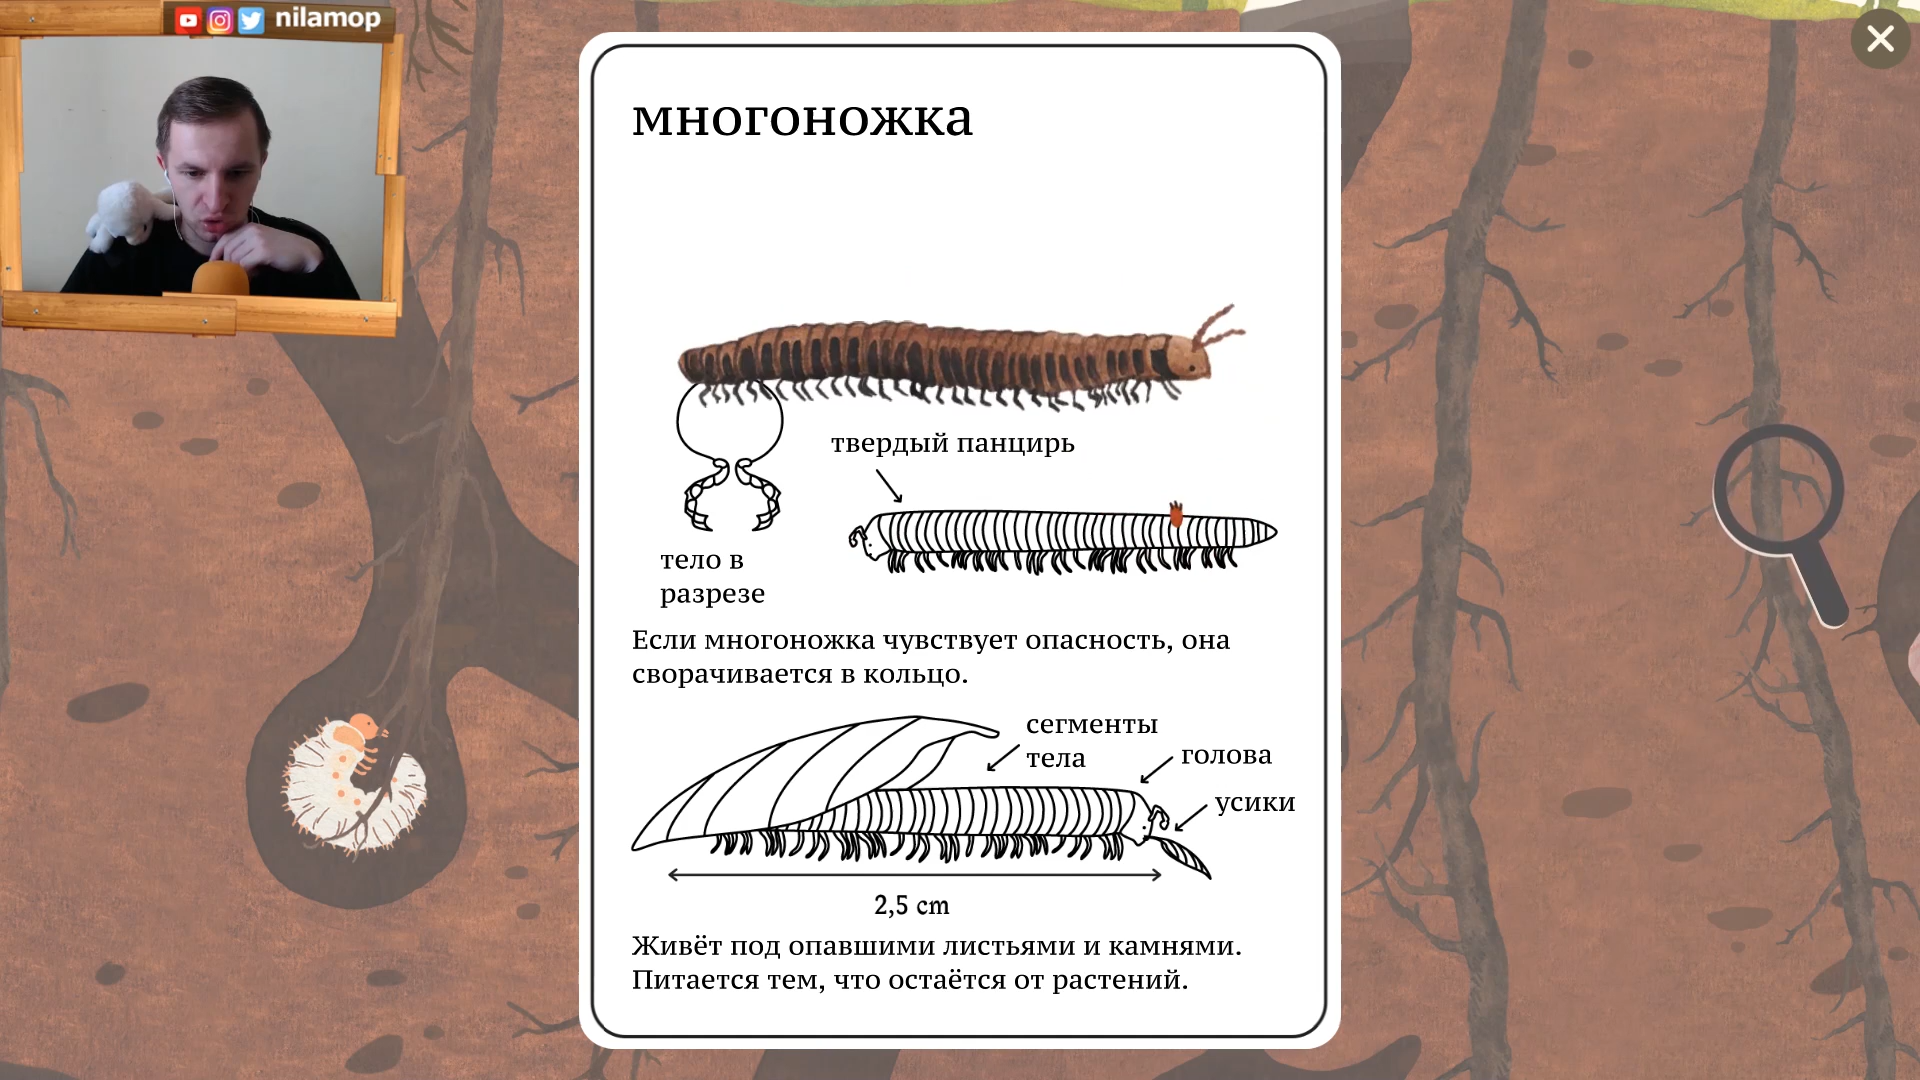 nilamop
многоножка
твердый панцирь
тело в
разрезе
Если многоножка чувствует опасность, она
сворачивается в кольцо.
сегменты
тела
голова
усики
2,5 cm
Живёт под опавшими листьями и камнями.
Питается тем, что остаётся от растений.